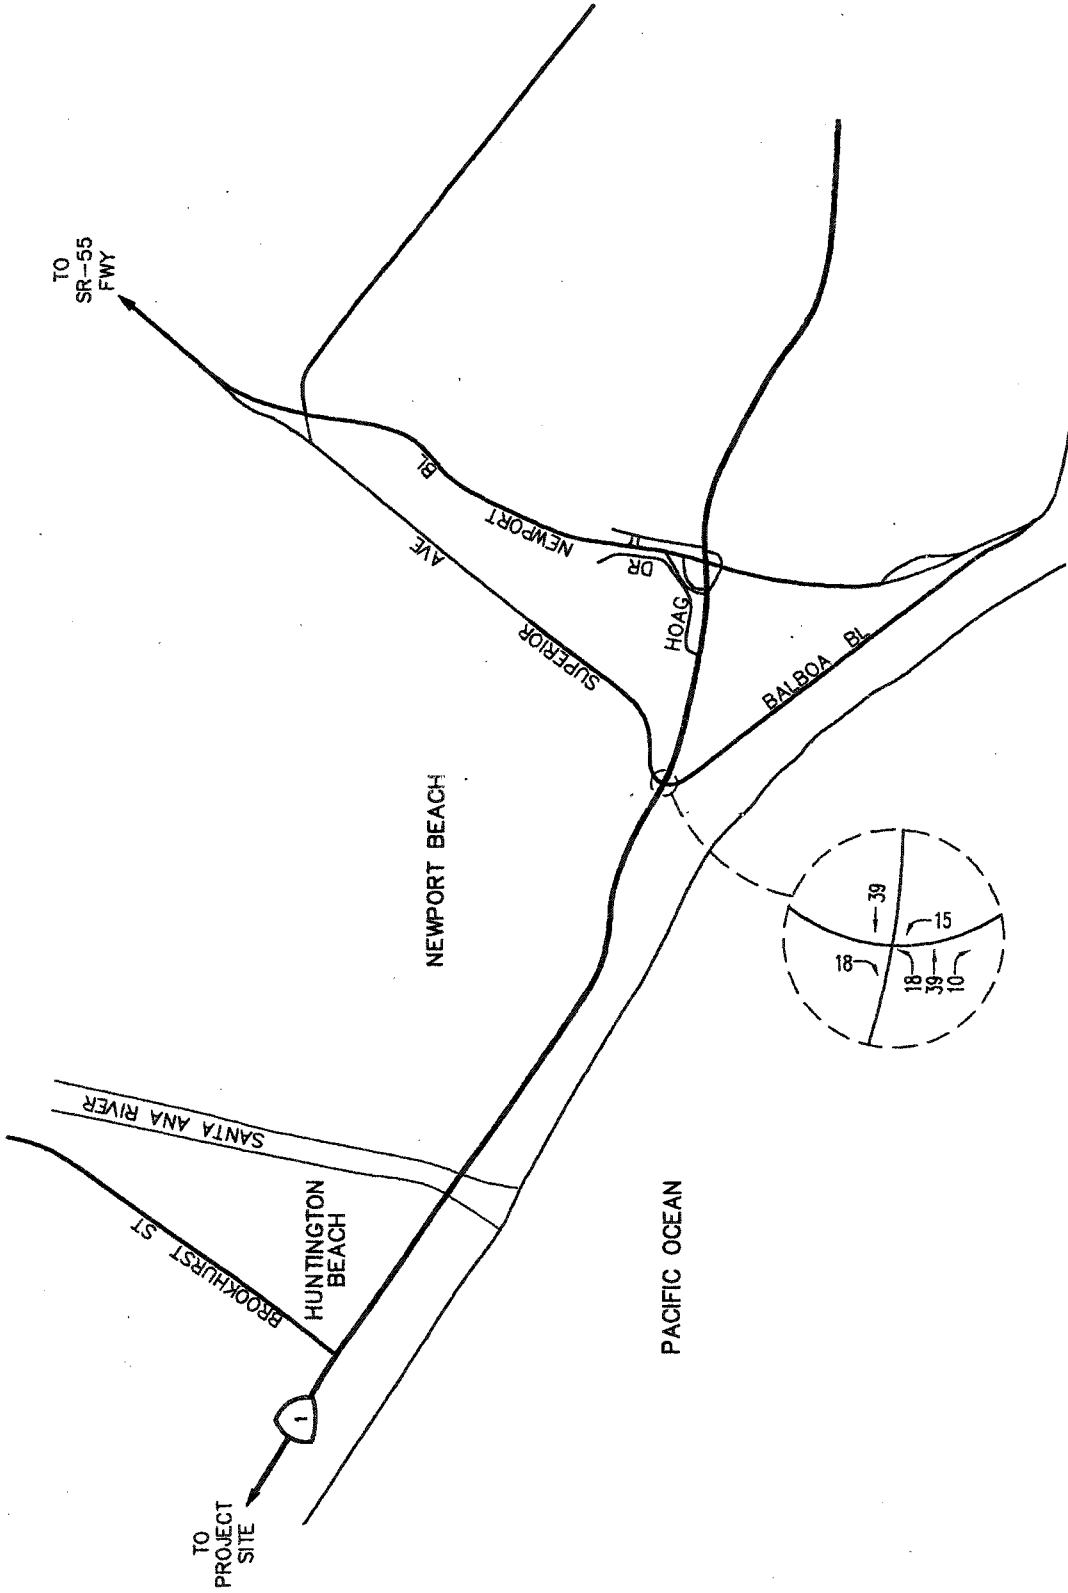 TO
SR-55
FWY
BL
NEWPORT
AVE
DR
HOAG
SUPERIOR
BALBOA BL
NEWPORT BEACH
39
15
18
18
39
10
SANTA ANA RIVER
BROOKHURST ST
HUNTINGTON
BEACH
PACIFIC OCEAN
1
TO
PROJECT
SITE